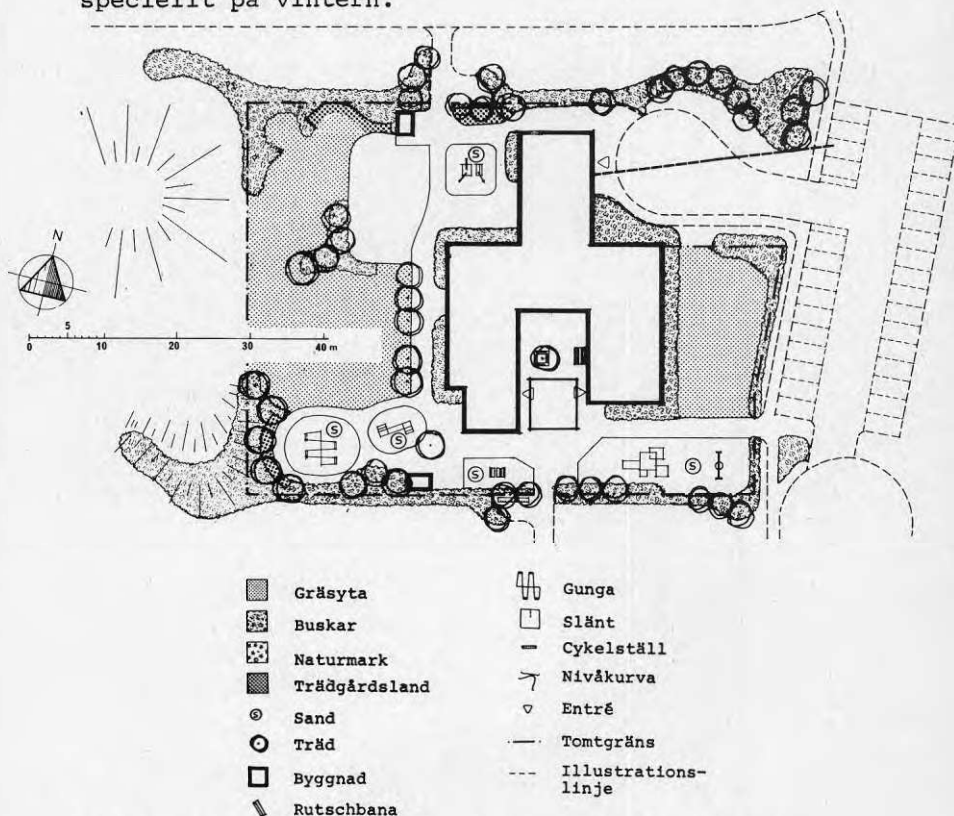 speciellt på vintern.
N
5
0 10 20 30 40 m
S
S
S
S
S
Gräsyta
Buskar
Naturmark
Trädgårdsland
S Sand
Träd
Byggnad
Rutschbana
Gunga
Slänt
Cykelställ
Nivåkurva
Entré
Tomtgräns
Illustrations-
linje